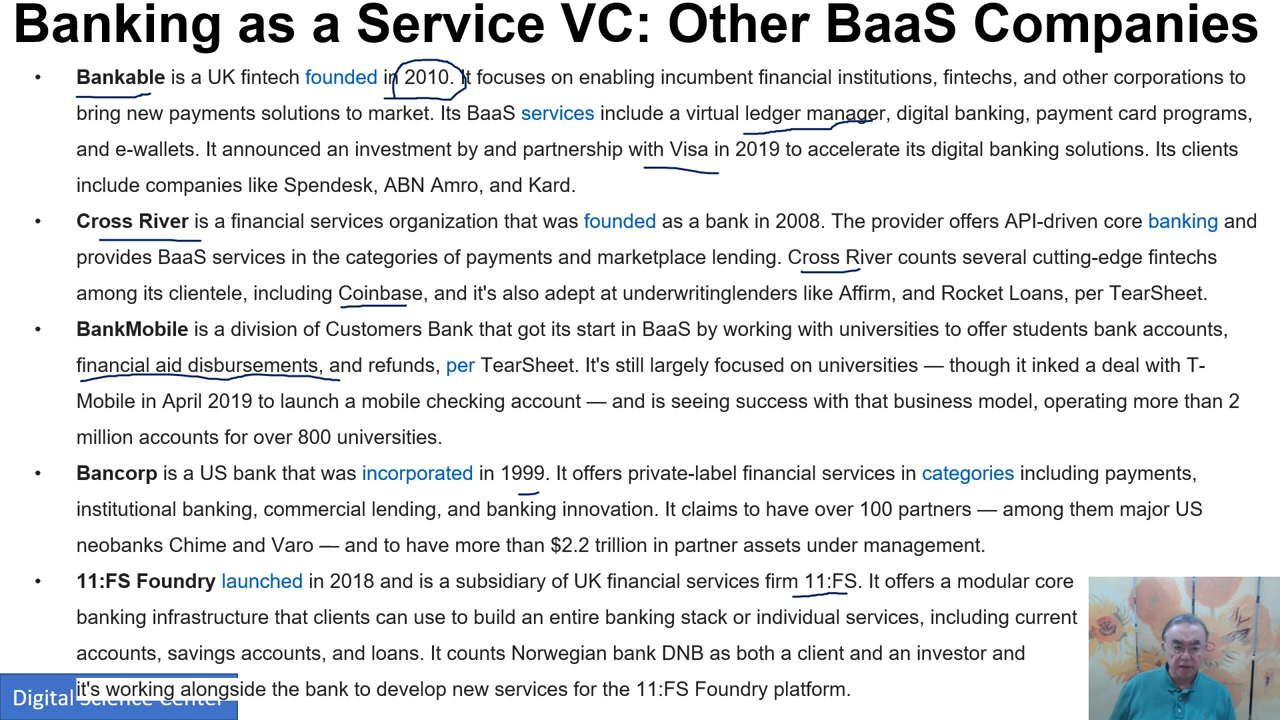 Banking as a Service VC: Other BaaS Companies
• Bankable is a UK fintech founded in 2010. It focuses on enabling incumbent financial institutions, fintechs, and other corporations to
bring new payments solutions to market. Its BaaS services include a virtual ledger manager, digital banking, payment card programs,
and e-wallets. It announced an investment by and partnership with Visa in 2019 to accelerate its digital banking solutions. Its clients
include companies like Spendesk, ABN Amro, and Kard.
• Cross River is a financial services organization that was founded as a bank in 2008. The provider offers API-driven core banking and
provides BaaS services in the categories of payments and marketplace lending. Cross River counts several cutting-edge fintechs
among its clientele, including Coinbase, and it's also adept at underwritinglenders like Affirm, and Rocket Loans, per TearSheet.
• BankMobile is a division of Customers Bank that got its start in BaaS by working with universities to offer students bank accounts,
financial aid disbursements, and refunds, per TearSheet. It's still largely focused on universities — though it inked a deal with T-
Mobile in April 2019 to launch a mobile checking account — and is seeing success with that business model, operating more than 2
million accounts for over 800 universities.
• Bancorp is a US bank that was incorporated in 1999. It offers private-label financial services in categories including payments,
institutional banking, commercial lending, and banking innovation. It claims to have over 100 partners — among them major US
neobanks Chime and Varo — and to have more than $2.2 trillion in partner assets under management.
• 11:FS Foundry launched in 2018 and is a subsidiary of UK financial services firm 11:FS. It offers a modular core
banking infrastructure that clients can use to build an entire banking stack or individual services, including current
accounts, savings accounts, and loans. It counts Norwegian bank DNB as both a client and an investor and
it's working alongside the bank to develop new services for the 11:FS Foundry platform.
Digital Science Center